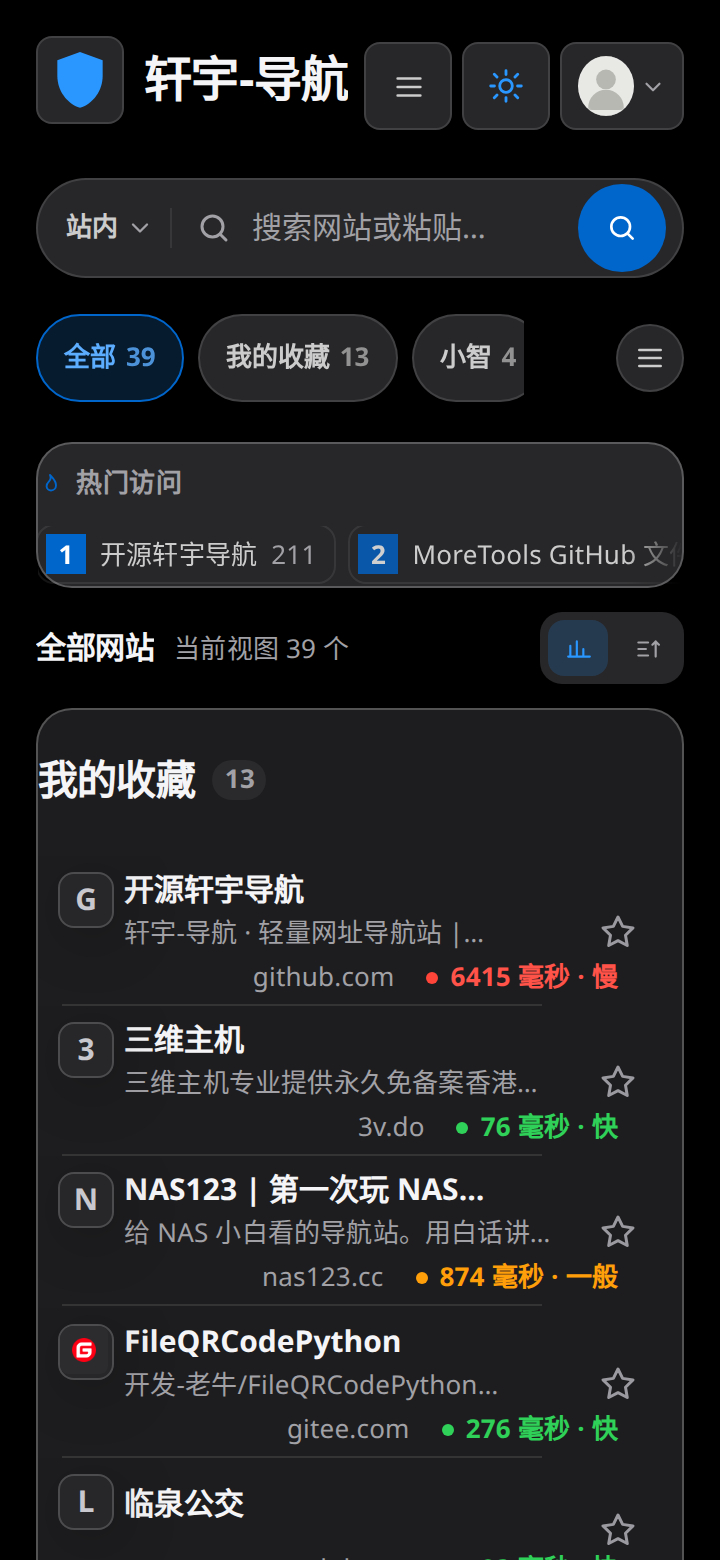 轩宇-导航
站内 搜索网站或粘贴...
全部 39 我的收藏 13 小智 4
热门访问
1 开源轩宇导航 211 2 MoreTools GitHub 文
全部网站 当前视图 39 个
我的收藏 13
G 开源轩宇导航
轩宇-导航 · 轻量网址导航站 |...
github.com 6415 毫秒 · 慢
3 三维主机
三维主机专业提供永久免备案香港...
3v.do 76 毫秒 · 快
N NAS123 | 第一次玩 NAS...
给 NAS 小白看的导航站。用白话讲...
nas123.cc 874 毫秒 · 一般
G FileQRCodePython
开发-老牛/FileQRCodePython...
gitee.com 276 毫秒 · 快
L 临泉公交